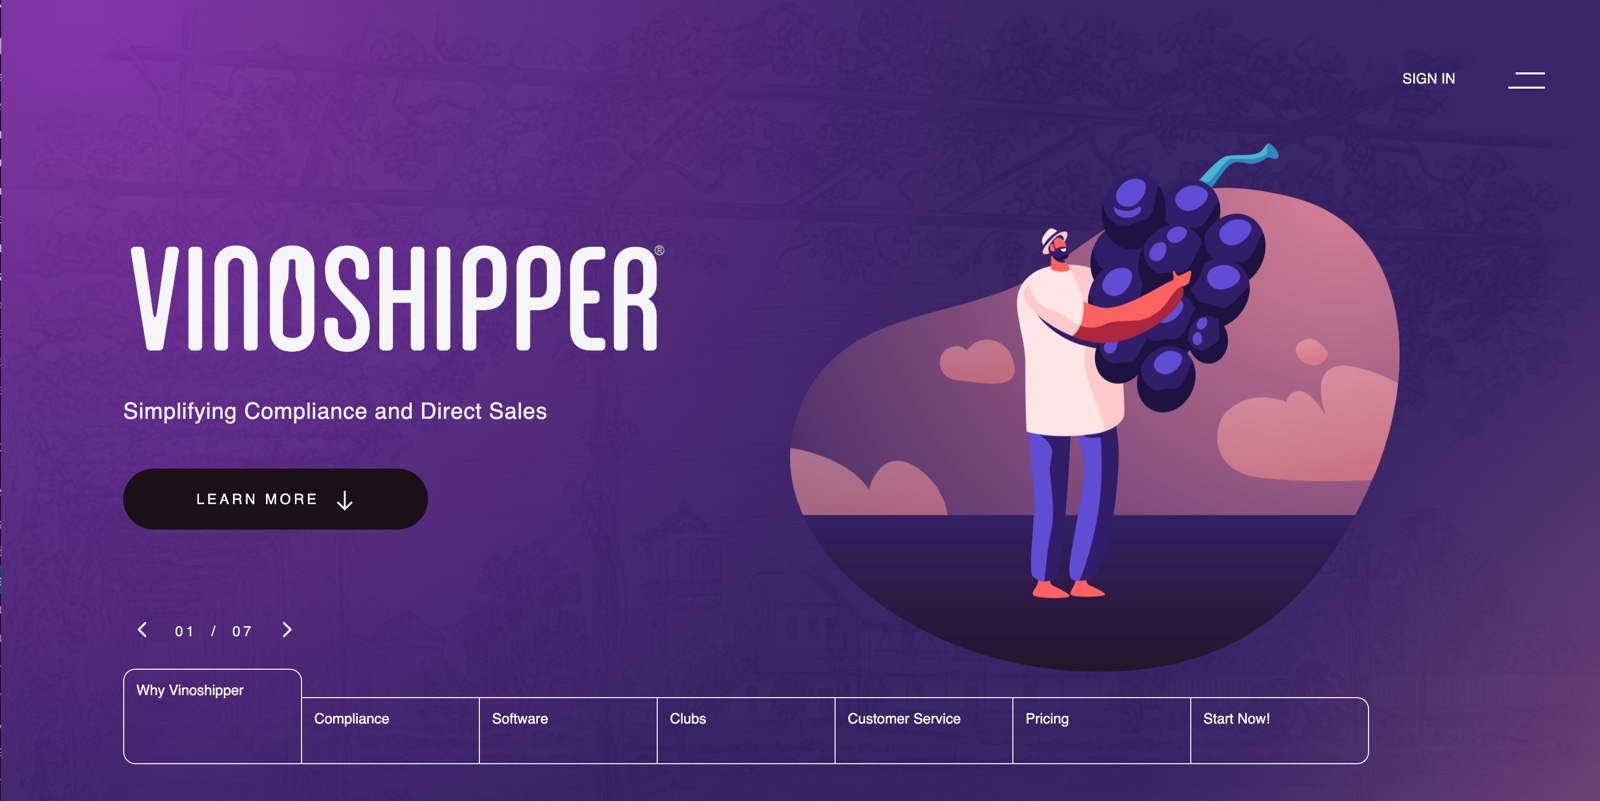 SIGN IN
VINOSHIPPER®
Simplifying Compliance and Direct Sales
LEARN MORE
01 / 07
Why Vinoshipper
Compliance
Software
Clubs
Customer Service
Pricing
Start Now!